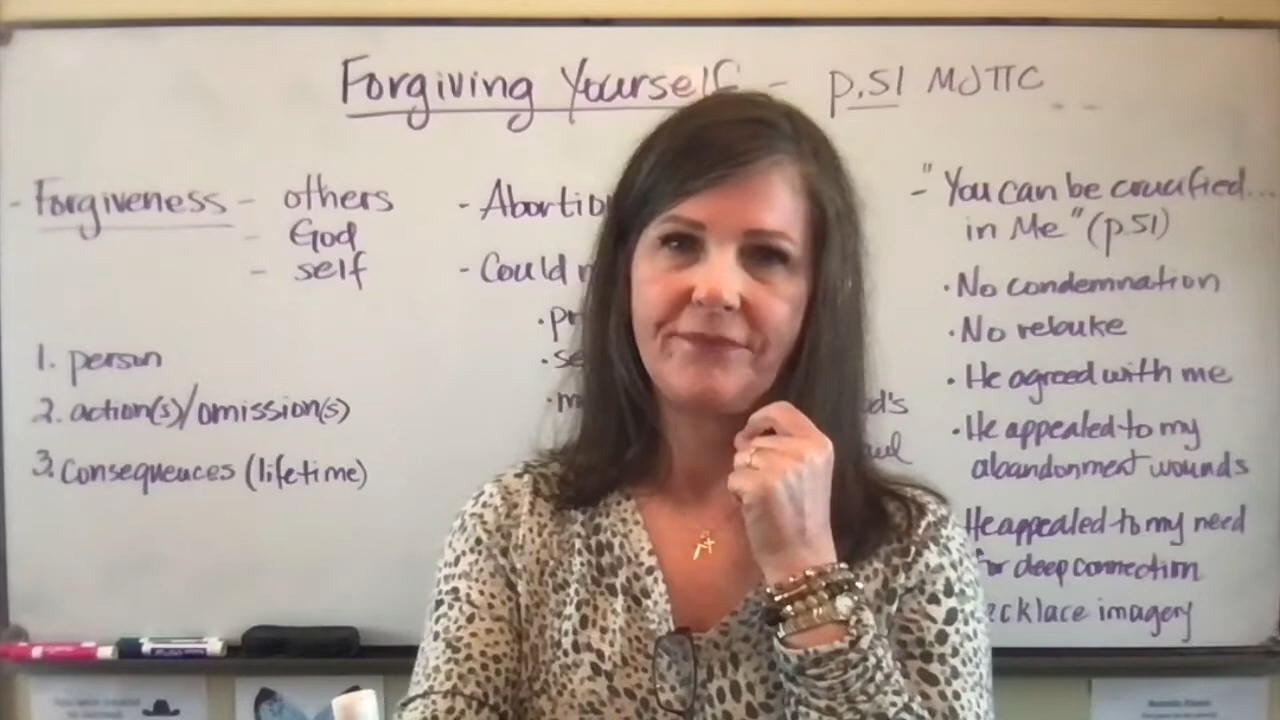 Forgiving Yourself - p.51 MJTTC
- Forgiveness - others
- God
- self
1. person
2. action(s)/omission(s)
3. Consequences (lifetime)
- Abortio
- Could
- "You can be crucified...
in Me" (p.51)
• No condemnation
• No rebuke
• He agreed with me
• He appealed to my
abandonment wounds
He appealed to my need
for deep connection
ecklace imagery